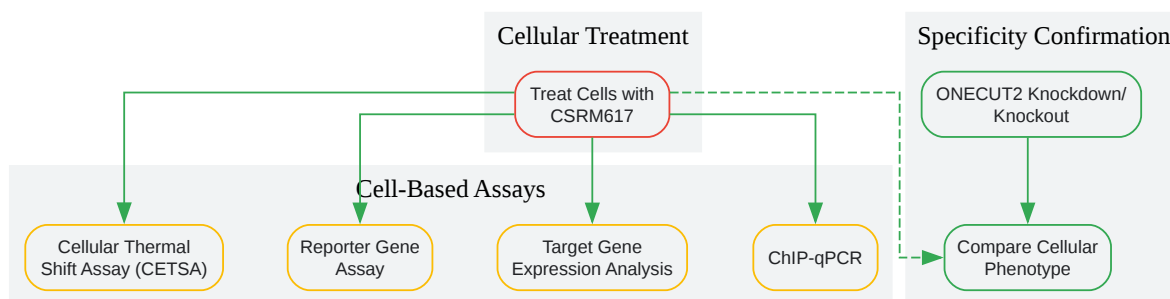 Cellular Treatment
Specificity Confirmation
Treat Cells with
CSRM617
ONECUT2 Knockdown/
Knockout
Cell-Based Assays
Cellular Thermal
Shift Assay (CETSA)
Reporter Gene
Assay
Target Gene
Expression Analysis
ChIP-qPCR
Compare Cellular
Phenotype